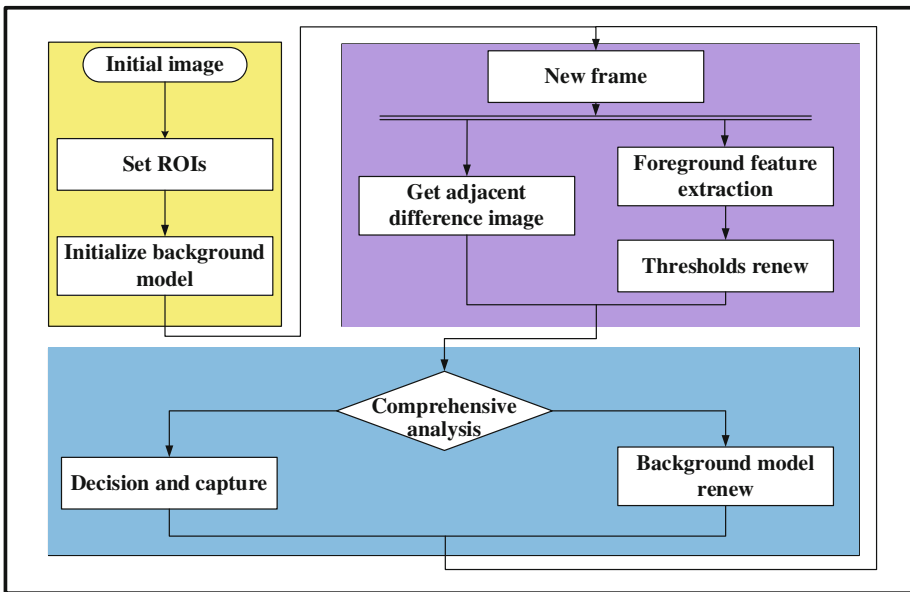 Initial image
Set ROIs
Initialize background
model
New frame
Get adjacent
difference image
Foreground feature
extraction
Thresholds renew
Comprehensive
analysis
Decision and capture
Background model
renew